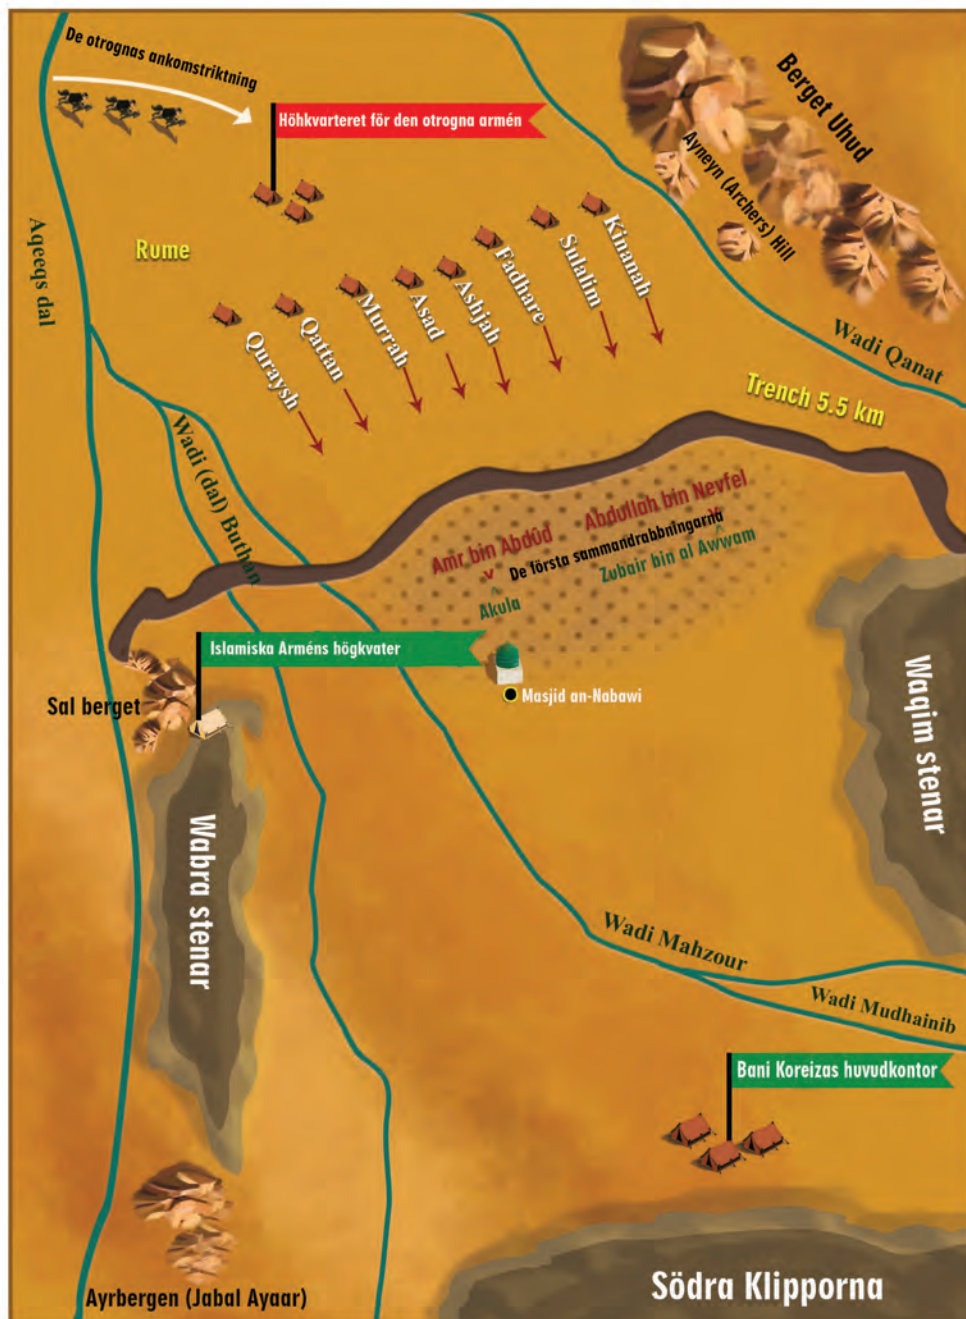 De otrognas ankomstriktning
Höhkvarteret för den otrogna armén
Berget Uhud
Ayneyn (Archers) Hill
Aqeeqs dal
Rume
Quraysh
Qattan
Murrah
Asad
Ashjah
Fadhare
Sulalim
Kinanah
Wadi Qanat
Trench 5.5 km
Wadi (dal) Buthan
Amr bin Abdûd
v
Akula
De första sammandrabbningarna
Abdullah bin Nevfel
v
Zubair bin al Awwam
Islamiska Arméns högkvater
Masjid an-Nabawi
Sal berget
Waqim stenar
Wabra stenar
Wadi Mahzour
Wadi Mudhainib
Bani Koreizas huvudkontor
Ayrbergen (Jabal Ayaar)
Södra Klipporna